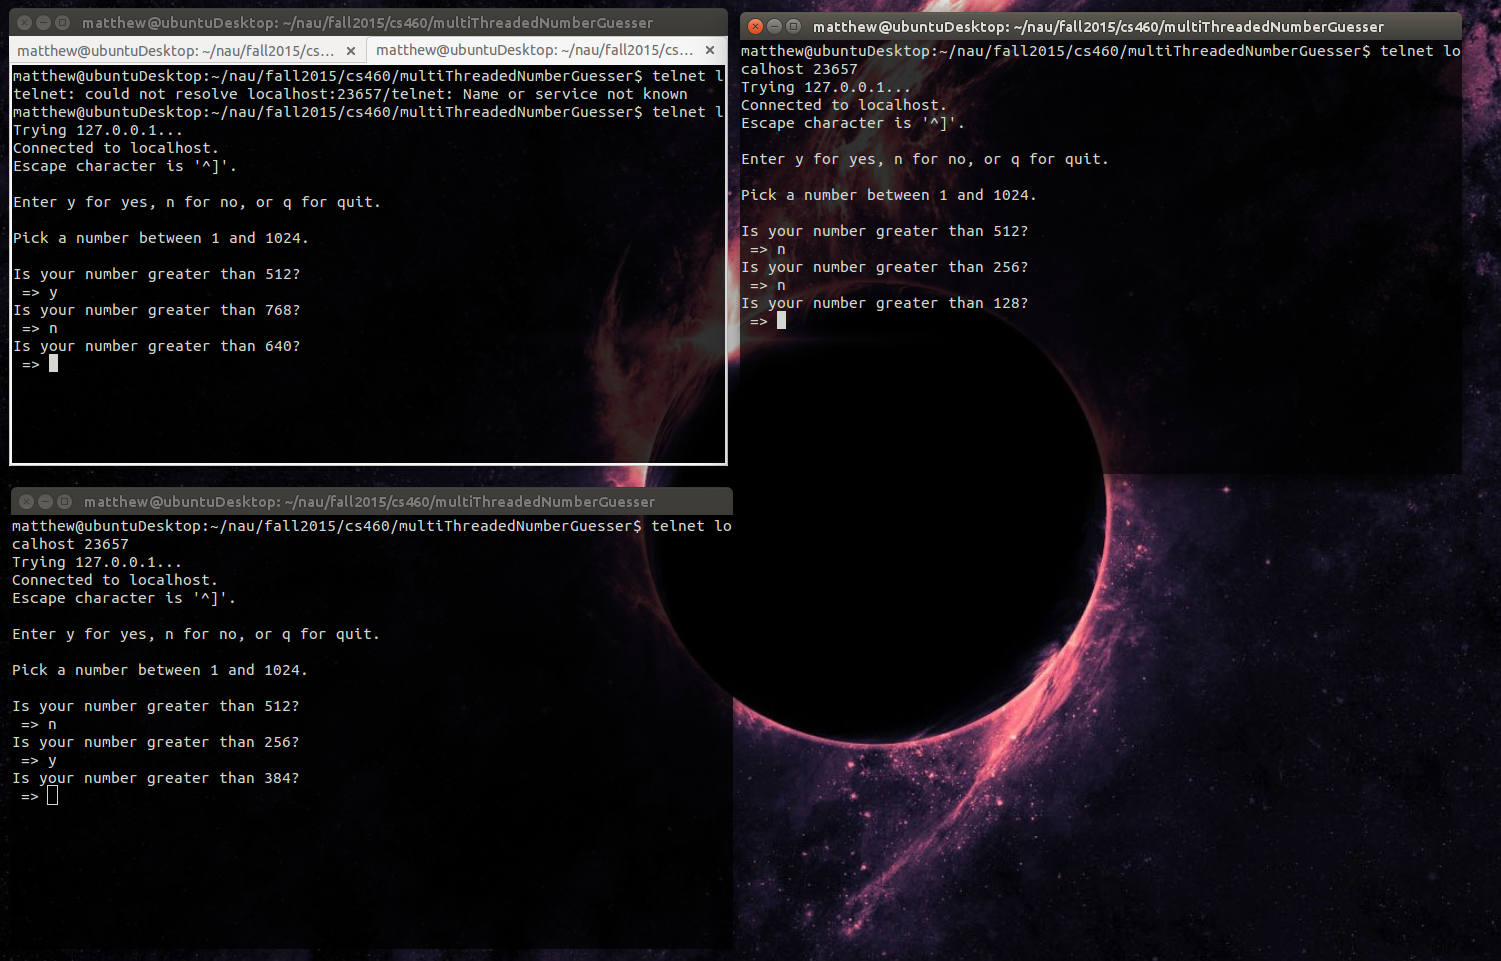 matthew@ubuntuDesktop: ~/nau/fall2015/cs460/multiThreadedNumberGuesser
matthew@ubuntuDesktop: ~/nau/fall2015/cs... × matthew@ubuntuDesktop: ~/nau/fall2015/cs... ×
matthew@ubuntuDesktop:~/nau/fall2015/cs460/multiThreadedNumberGuesser$ telnet l
telnet: could not resolve localhost:23657/telnet: Name or service not known
matthew@ubuntuDesktop:~/nau/fall2015/cs460/multiThreadedNumberGuesser$ telnet l
Trying 127.0.0.1...
Connected to localhost.
Escape character is '^]'.
Enter y for yes, n for no, or q for quit.
Pick a number between 1 and 1024.
Is your number greater than 512?
=> y
Is your number greater than 768?
=> n
Is your number greater than 640?
=>
matthew@ubuntuDesktop: ~/nau/fall2015/cs460/multiThreadedNumberGuesser
matthew@ubuntuDesktop:~/nau/fall2015/cs460/multiThreadedNumberGuesser$ telnet lo
calhost 23657
Trying 127.0.0.1...
Connected to localhost.
Escape character is '^]'.
Enter y for yes, n for no, or q for quit.
Pick a number between 1 and 1024.
Is your number greater than 512?
=> n
Is your number greater than 256?
=> n
Is your number greater than 128?
=>
matthew@ubuntuDesktop: ~/nau/fall2015/cs460/multiThreadedNumberGuesser
matthew@ubuntuDesktop:~/nau/fall2015/cs460/multiThreadedNumberGuesser$ telnet lo
calhost 23657
Trying 127.0.0.1...
Connected to localhost.
Escape character is '^]'.
Enter y for yes, n for no, or q for quit.
Pick a number between 1 and 1024.
Is your number greater than 512?
=> n
Is your number greater than 256?
=> y
Is your number greater than 384?
=>